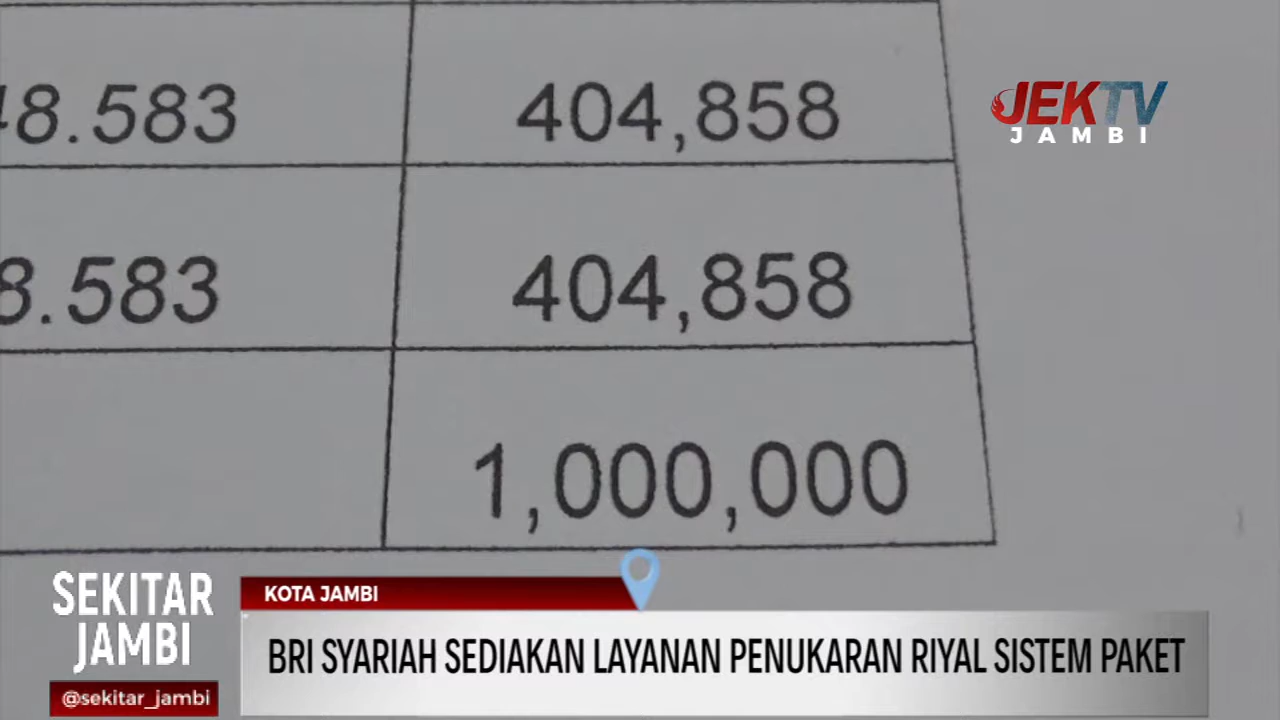 48.583 404,858
8.583 404,858
1,000,000
JEKTV
JAMBI
SEKITAR
JAMBI
@sekitar_jambi
KOTA JAMBI
BRI SYARIAH SEDIAKAN LAYANAN PENUKARAN RIYAL SISTEM PAKET